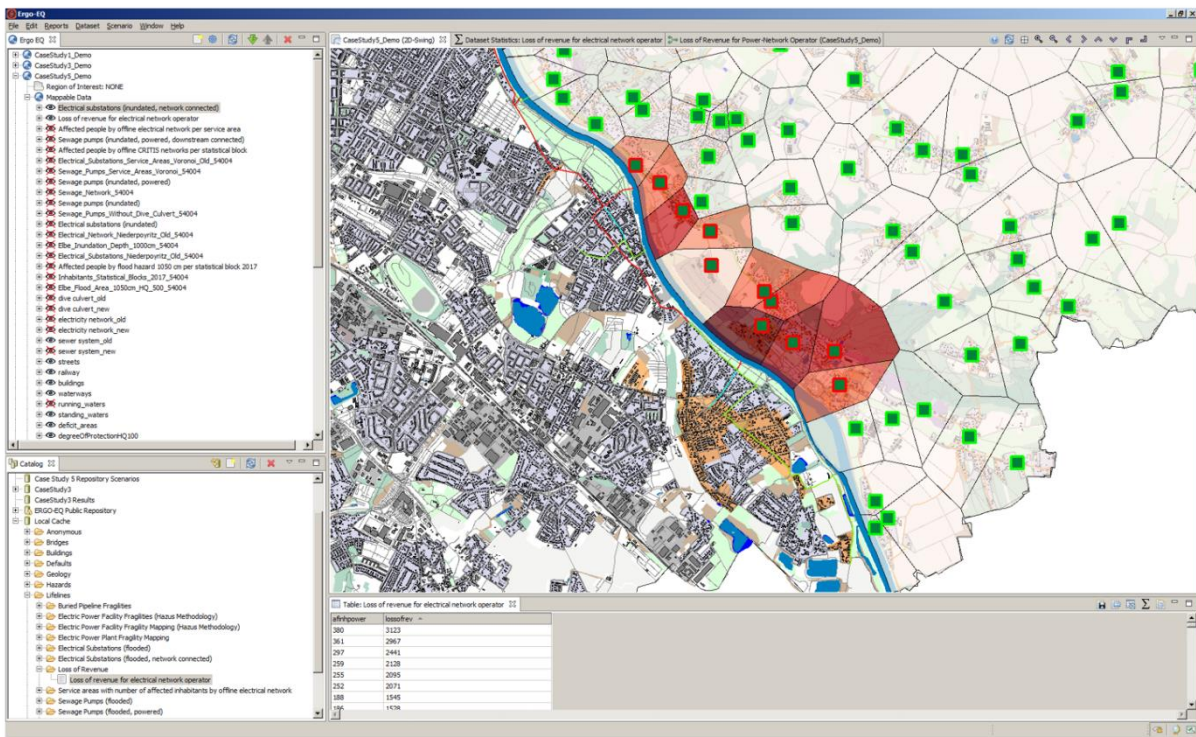 Ergo-EQ
File Edit Reports Dataset Scenario Window Help
Ergo EQ
CaseStudy1_Demo
CaseStudy3_Demo
CaseStudy5_Demo
Region of Interest: NONE
Mappable Data
Electrical substations (inundated, network connected)
Loss of revenue for electrical network operator
Affected people by offline electrical network per service area
Sewage pumps (inundated, powered, downstream connected)
Affected people by offline CRITIS networks per statistical block
Electrical_Substations_Service_Areas_Voronoi_Old_54004
Sewage_Pumps_Service_Areas_Voronoi_54004
Sewage pumps (inundated, powered)
Sewage_Network_54004
Sewage pumps (inundated)
Sewage_Pumps_Without_Dive_Culvert_54004
Electrical substations (inundated)
Electrical_Network_Niederpoyritz_Old_54004
Elbe_Inundation_Depth_1000cm_54004
Electrical_Substations_Niederpoyritz_Old_54004
Affected people by flood hazard 1050 cm per statistical block 2017
Inhabitants_Statistical_Blocks_2017_54004
Elbe_Flood_Area_1050cm_HQ_500_54004
dive culvert_old
dive culvert_new
electricity network_old
electricity network_new
sewer system_old
sewer system_new
streets
railway
buildings
waterways
running_waters
standing_waters
deficit_areas
degreeOfProtectionHQ100
Catalog
Case Study 5 Repository Scenarios
CaseStudy3
CaseStudy3 Results
ERGO-EQ Public Repository
Local Cache
Anonymous
Bridges
Buildings
Defaults
Geology
Hazards
Lifelines
Buried Pipeline Fragilities
Electric Power Facility Fragilities (Hazus Methodology)
Electric Power Facility Fragility Mapping (Hazus Methodology)
Electric Power Plant Fragility Mapping
Electrical Substations (flooded)
Electrical Substations (flooded, network connected)
Loss of Revenue
Loss of revenue for electrical network operator
Service areas with number of affected inhabitants by offline electrical network
Sewage Pumps (flooded)
Sewage Pumps (flooded, powered)
CaseStudy5_Demo (2D-Swing) Dataset Statistics: Loss of revenue for electrical network operator Loss of Revenue for Power-Network Operator (CaseStudy5_Demo)
Table: Loss of revenue for electrical network operator
afinhpower lossofrev
380 3123
361 2967
297 2441
259 2128
255 2095
252 2071
188 1545
186 1528